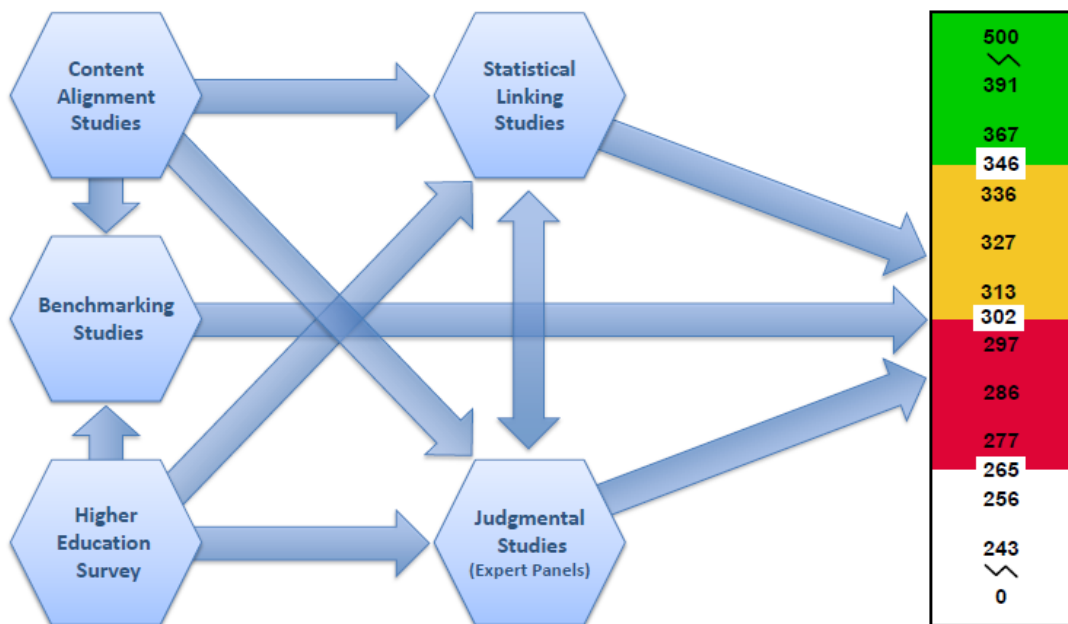 Content
Alignment
Studies
Statistical
Linking
Studies
Benchmarking
Studies
Higher
Education
Survey
Judgmental
Studies
(Expert Panels)
500
391
367
346
336
327
313
302
297
286
277
265
256
243
0